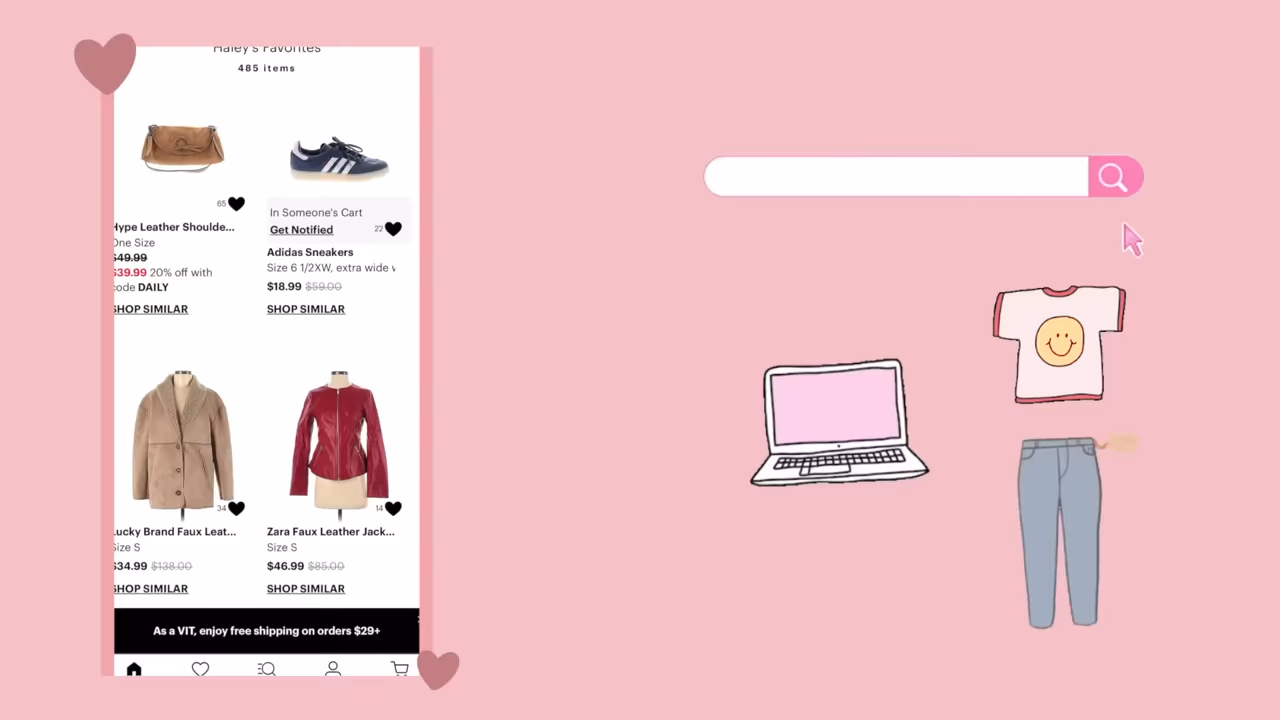 Haley's Favorites
485 items
65
Hype Leather Shoulde...
One Size
$49.99
$39.99 20% off with
code DAILY
SHOP SIMILAR
In Someone's Cart
Get Notified
22
Adidas Sneakers
Size 6 1/2XW, extra wide
$18.99 $59.00
SHOP SIMILAR
34
Lucky Brand Faux Leat...
Size S
$34.99 $138.00
SHOP SIMILAR
14
Zara Faux Leather Jack...
Size S
$46.99 $85.00
SHOP SIMILAR
As a VIT, enjoy free shipping on orders $29+